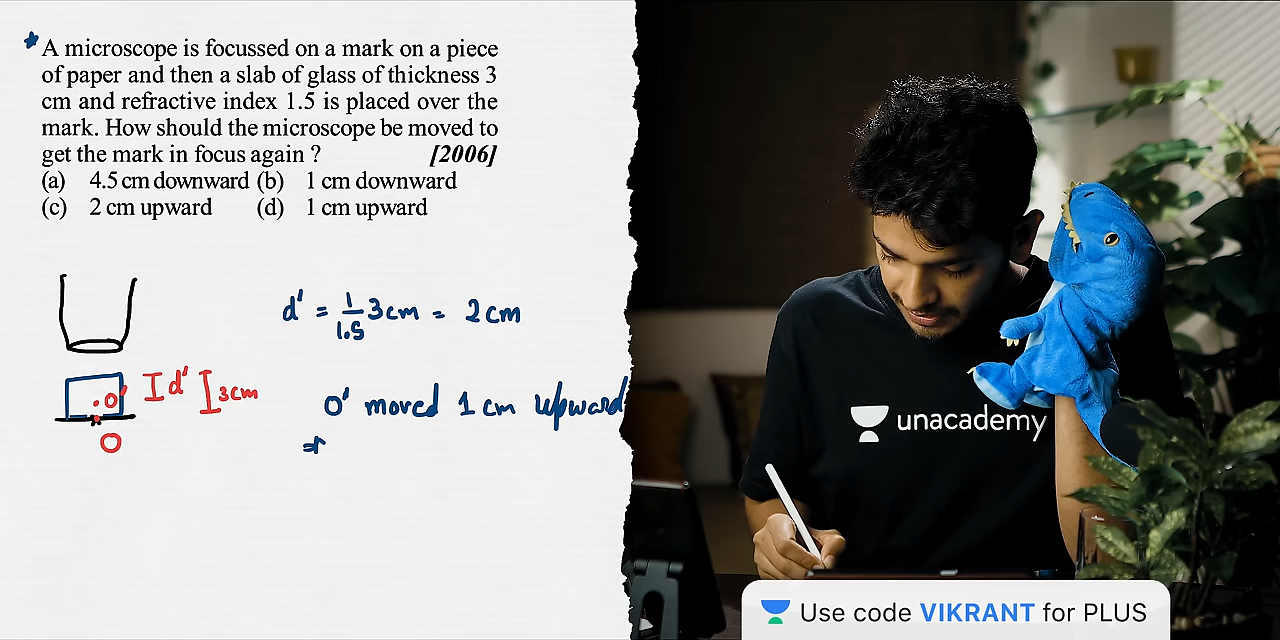 A microscope is focussed on a mark on a piece
of paper and then a slab of glass of thickness 3
cm and refractive index 1.5 is placed over the
mark. How should the microscope be moved to
get the mark in focus again ? [2006]
(a) 4.5 cm downward (b) 1 cm downward
(c) 2 cm upward (d) 1 cm upward
d' = 1/1.5 3cm = 2 cm
O' I d' [ 3cm
O' moved 1 cm upward
⇒
O
unacademy
Use code VIKRANT for PLUS